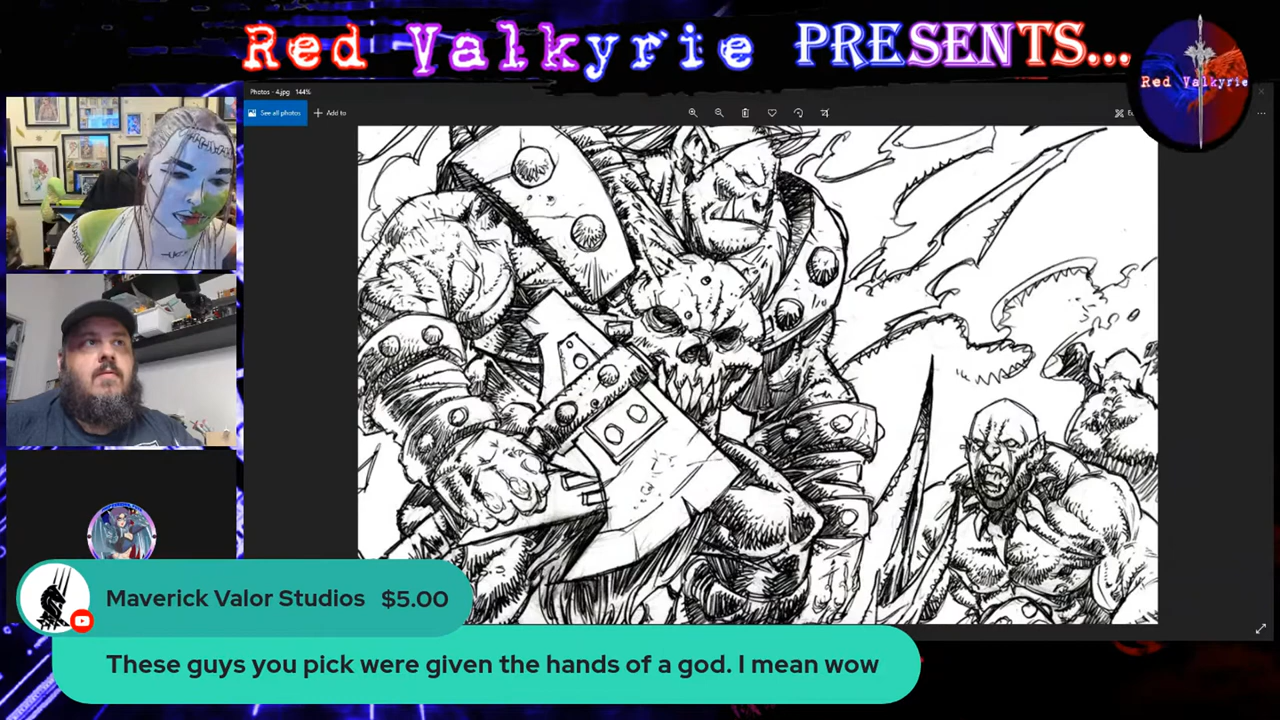 Red Valkyrie PRESENTS...
Red Valkyrie
Photos - 4.jpg 144%
See all photos
Add to
Maverick Valor Studios $5.00
These guys you pick were given the hands of a god. I mean wow